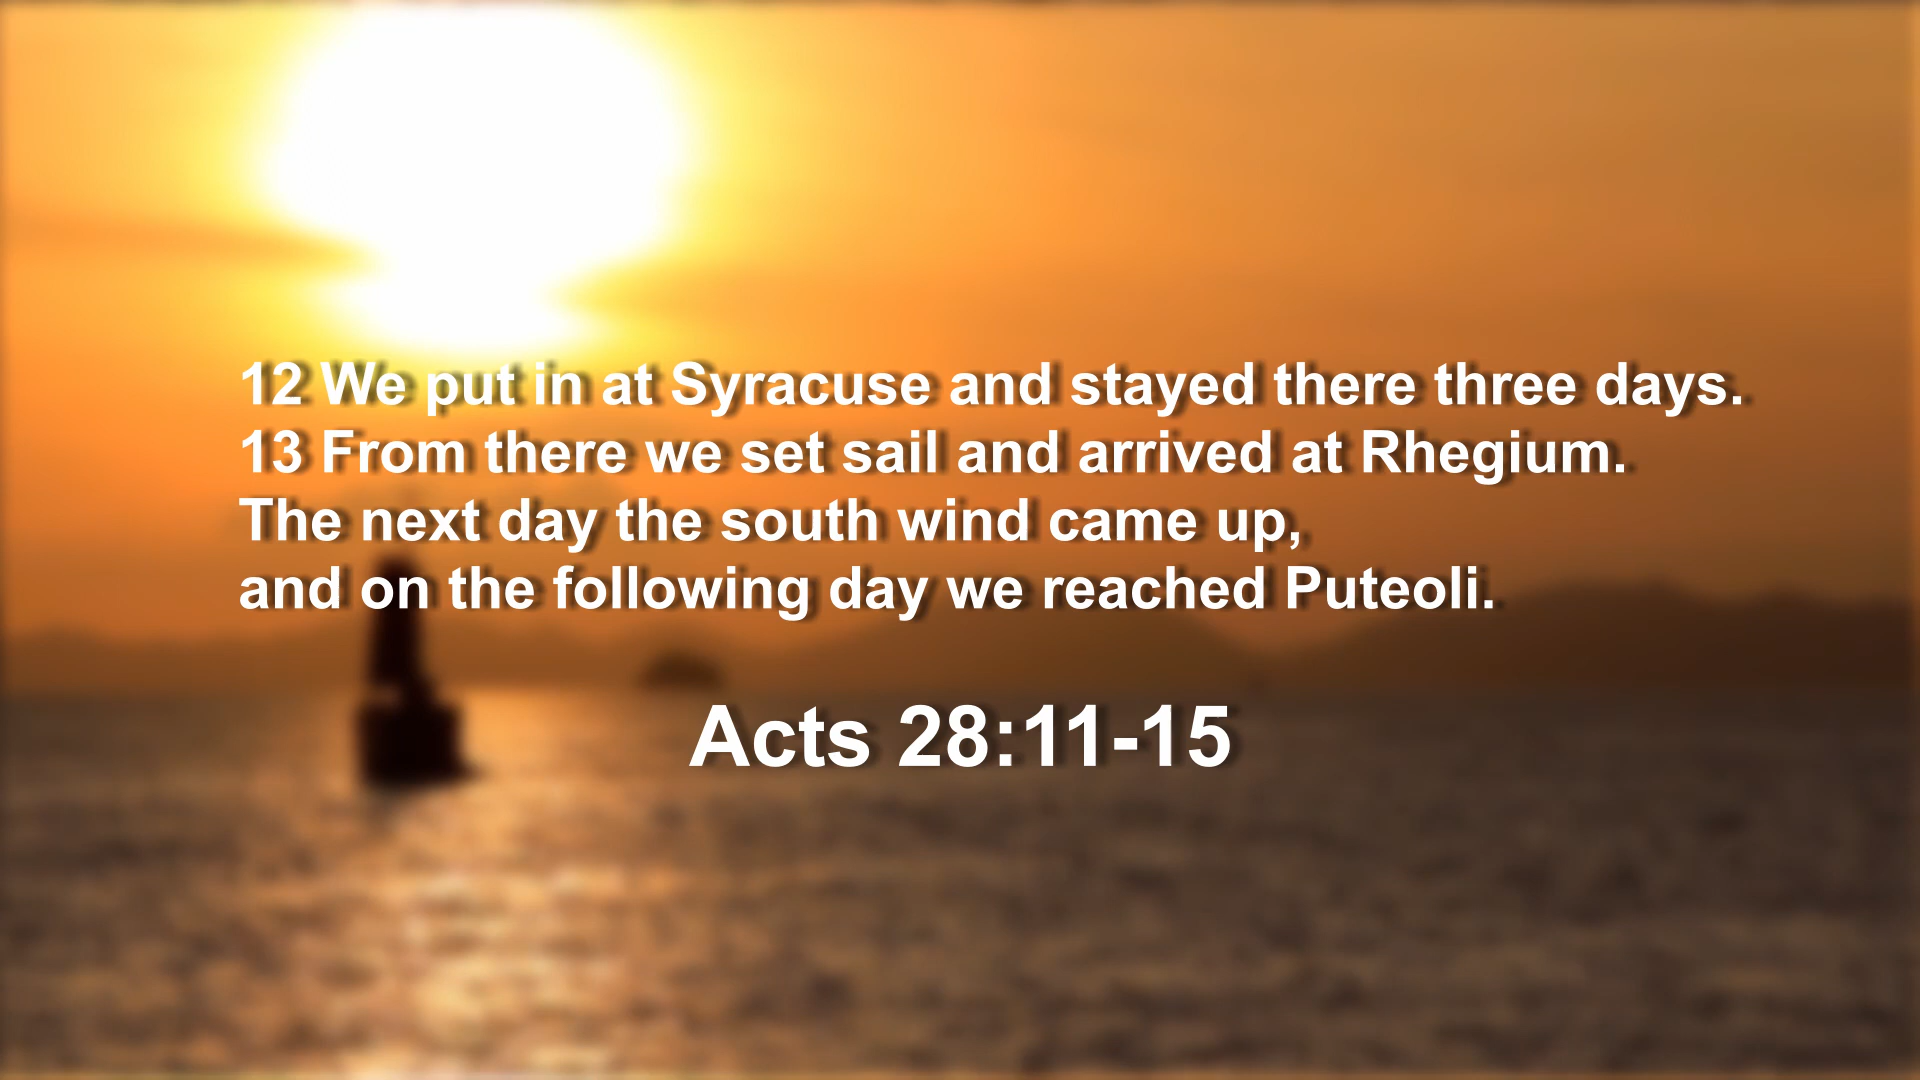 12 We put in at Syracuse and stayed there three days.
13 From there we set sail and arrived at Rhegium.
The next day the south wind came up,
and on the following day we reached Puteoli.
Acts 28:11-15